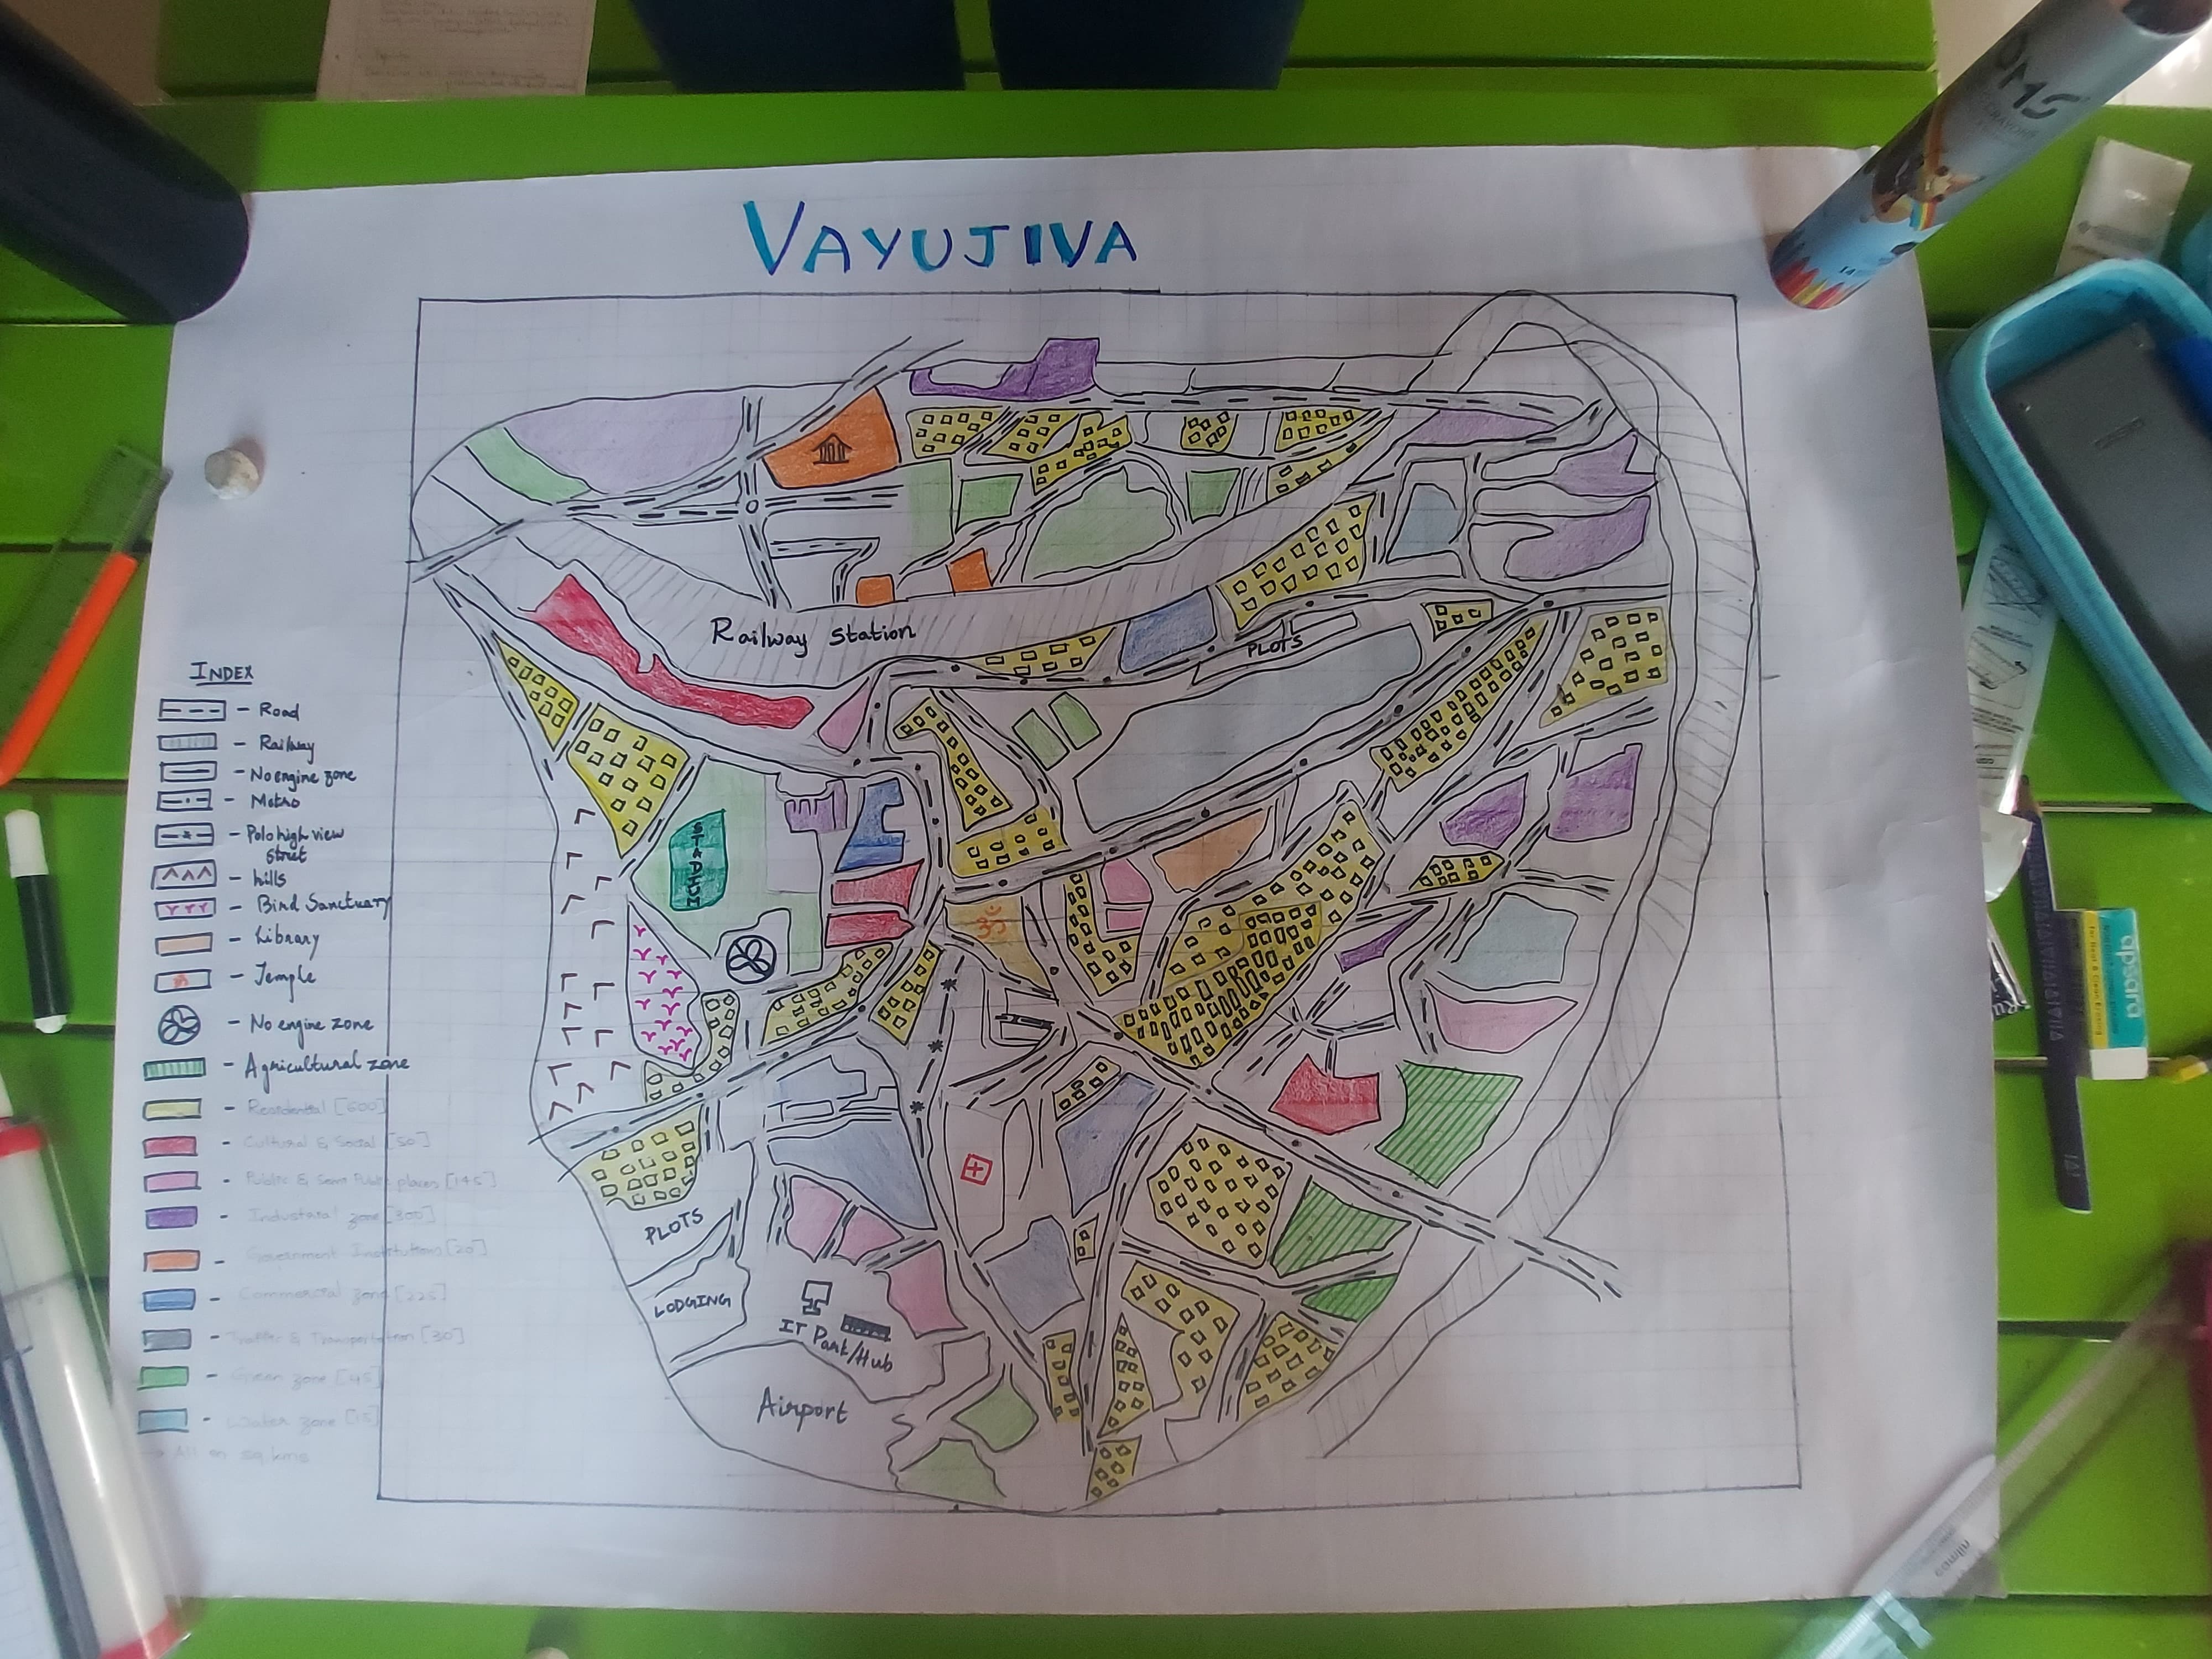 VAYUJIVA
Railway station
PLOTS
INDEX
- Road
- Railway
- No engine zone
- Metro
- Polo high view
street
- hills
- Bird Sanctuary
- Library
- Temple
- No engine zone
- Agricultural zone
- Residential [600]
- Cultural & Social [50]
- Public & Semi Public places [145]
- Industrial zone [300]
- Government Institutions [20]
- Commercial zone [225]
- Traffic & Transportation [30]
- Green zone [45]
- Water zone [15]
→ All in sq.kms
ॐ
PLOTS
LODGING
IT Park/Hub
Airport
DOMS
14
apsara